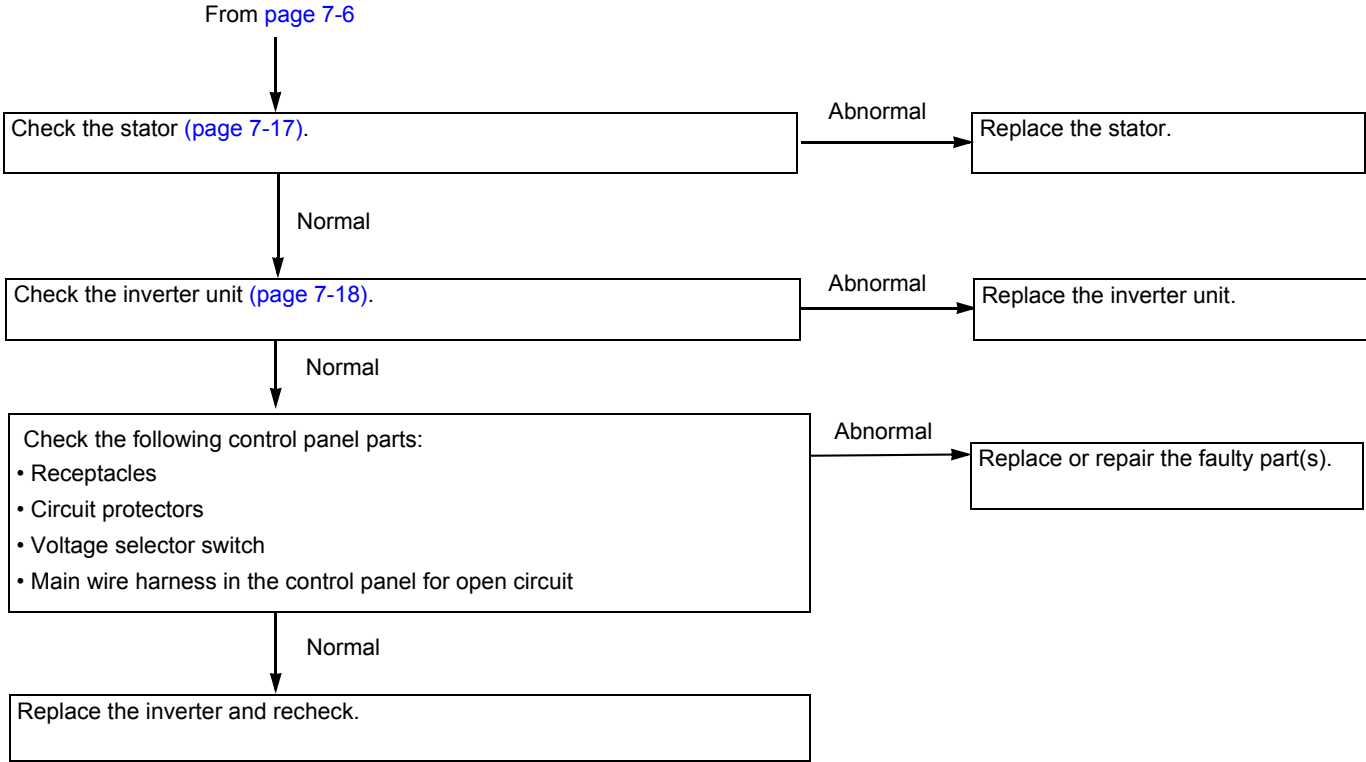 From page 7-6
Check the stator (page 7-17).
Abnormal
Replace the stator.
Normal
Check the inverter unit (page 7-18).
Abnormal
Replace the inverter unit.
Normal
Check the following control panel parts:
• Receptacles
• Circuit protectors
• Voltage selector switch
• Main wire harness in the control panel for open circuit
Abnormal
Replace or repair the faulty part(s).
Normal
Replace the inverter and recheck.